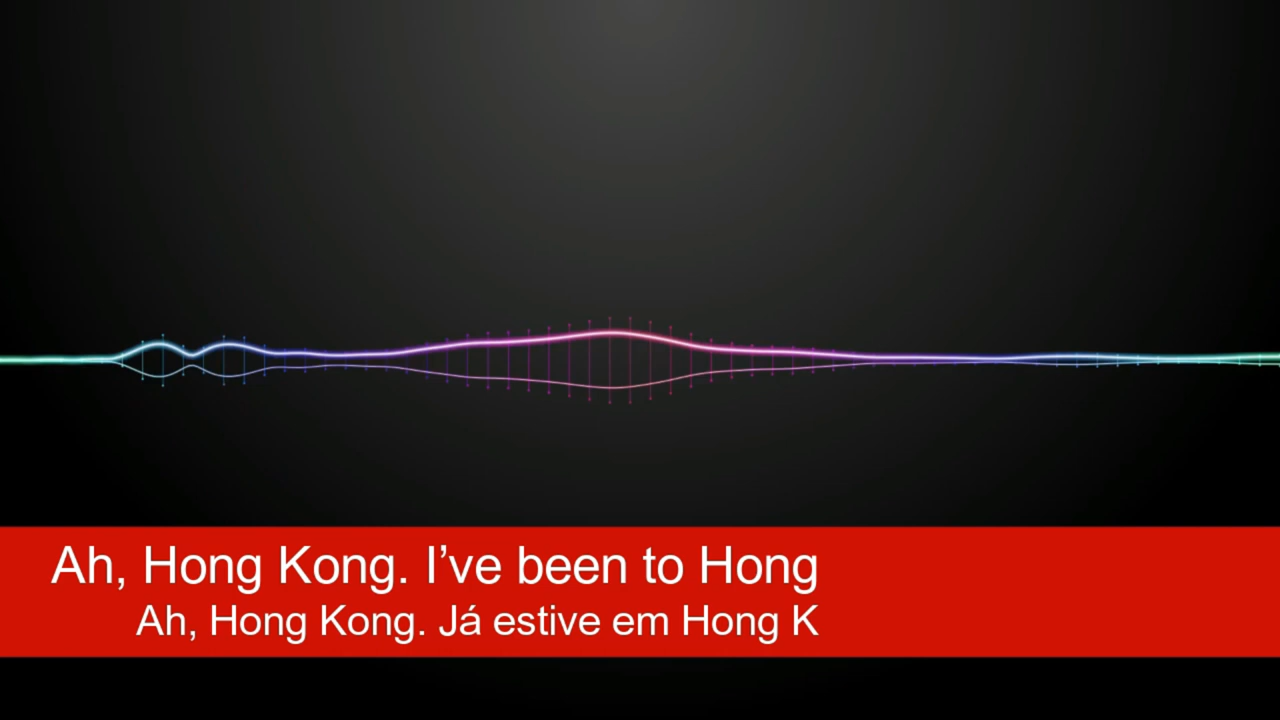 Ah, Hong Kong. I’ve been to Hong
Ah, Hong Kong. Já estive em Hong K